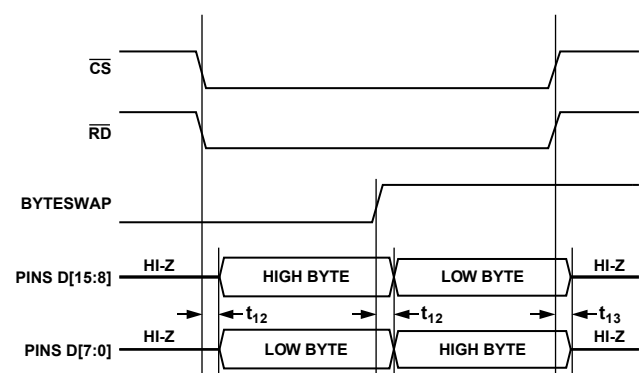 CS
RD
BYTESWAP
PINS D[15:8] HI-Z HIGH BYTE LOW BYTE HI-Z
t12 t12 t13
PINS D[7:0] HI-Z LOW BYTE HIGH BYTE HI-Z